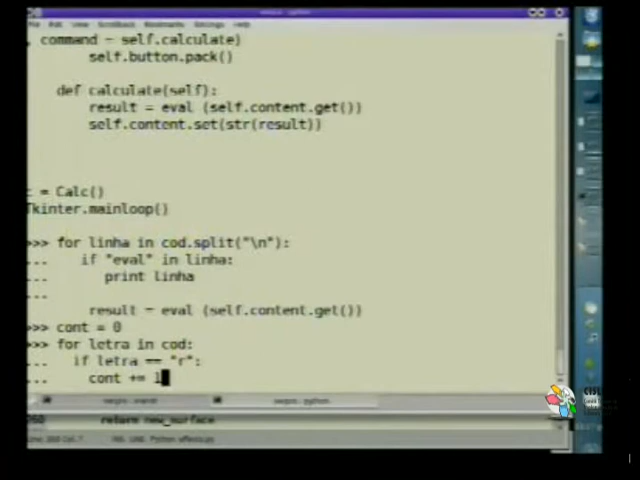 , command - self.calculate)
self.button.pack()
def calculate(self):
result = eval (self.content.get())
self.content.set(str(result))
c = Calc()
Tkinter.mainloop()
>>> for linha in cod.split("\n"):
... if "eval" in linha:
... print linha
...
result = eval (self.content.get())
>>> cont = 0
>>> for letra in cod:
... if letra == "r":
... cont += 1
return new_surface